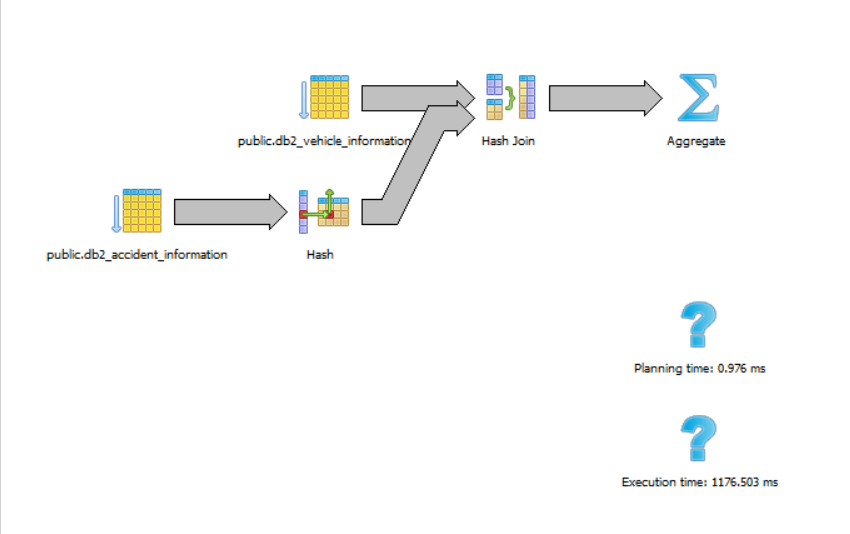 public.db2_vehicle_information
Hash Join
Aggregate
public.db2_accident_information
Hash
Planning time: 0.976 ms
Execution time: 1176.503 ms